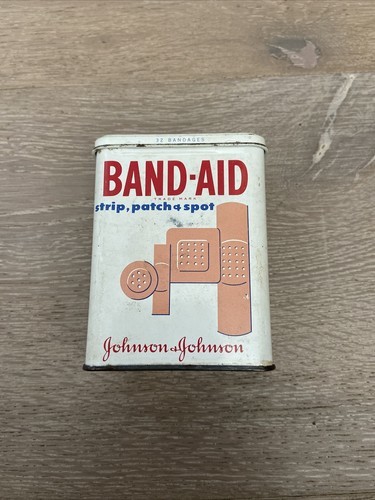 32 BANDAGES
BAND-AID
TRADE MARK
strip, patch & spot
Johnson & Johnson